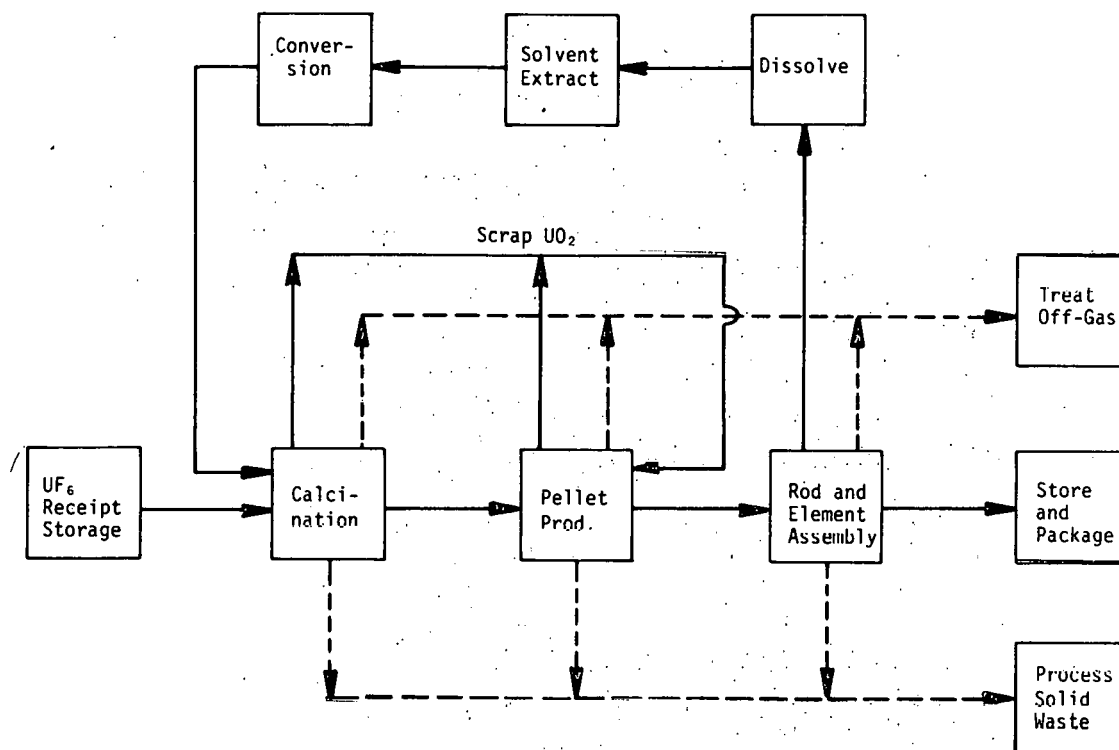 Conver-
sion
Solvent
Extract
Dissolve
Scrap UO₂
Treat
Off-Gas
UF₆
Receipt
Storage
Calci-
nation
Pellet
Prod.
Rod and
Element
Assembly
Store
and
Package
Process
Solid
Waste